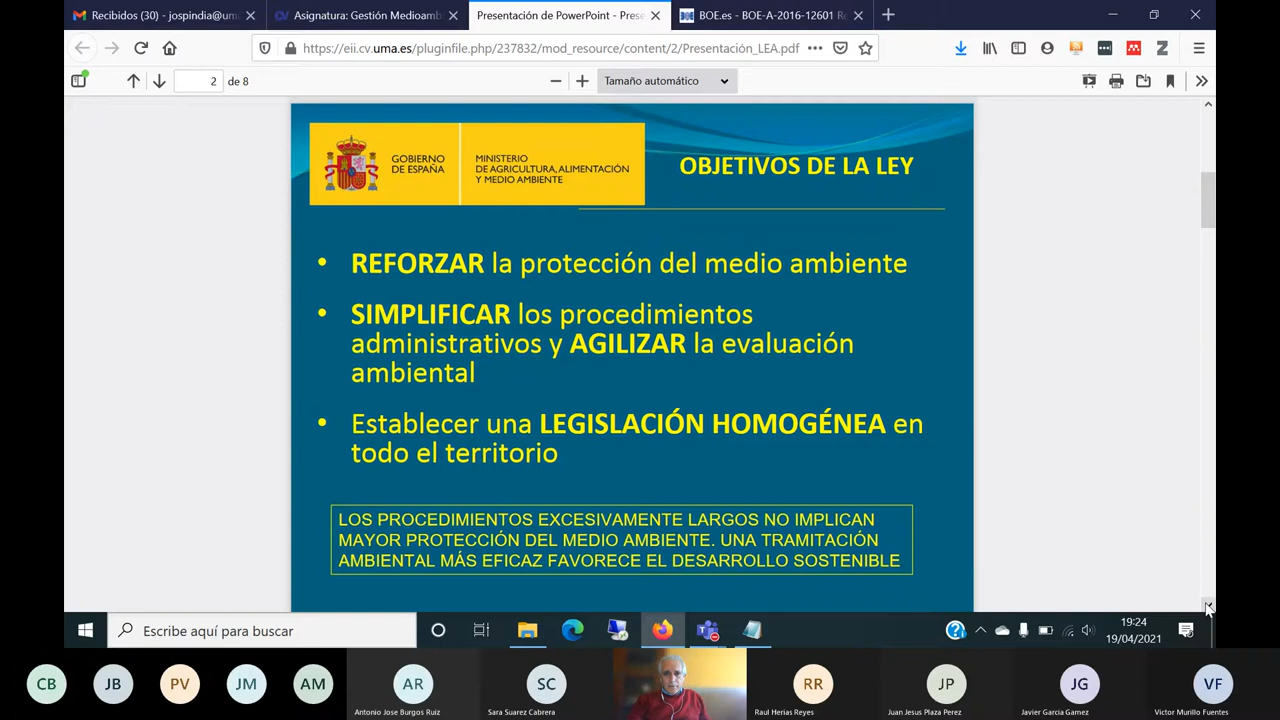 Recibidos (30) - jospindia@um
Asignatura: Gestión Medioamb
Presentación de PowerPoint - Prese
BOE.es - BOE-A-2016-12601 Re
https://eii.cv.uma.es/pluginfile.php/237832/mod_resource/content/2/Presentación_LEA.pdf
2 de 8
Tamaño automático
GOBIERNO
DE ESPAÑA
MINISTERIO
DE AGRICULTURA, ALIMENTACIÓN
Y MEDIO AMBIENTE
OBJETIVOS DE LA LEY
• REFORZAR la protección del medio ambiente
• SIMPLIFICAR los procedimientos
administrativos y AGILIZAR la evaluación
ambiental
• Establecer una LEGISLACIÓN HOMOGÉNEA en
todo el territorio
LOS PROCEDIMIENTOS EXCESIVAMENTE LARGOS NO IMPLICAN
MAYOR PROTECCIÓN DEL MEDIO AMBIENTE. UNA TRAMITACIÓN
AMBIENTAL MÁS EFICAZ FAVORECE EL DESARROLLO SOSTENIBLE
Escribe aquí para buscar
19:24
19/04/2021
CB
JB
PV
JM
AM
AR
SC
RR
JP
JG
VF
Antonio Jose Burgos Ruiz
Sara Suarez Cabrera
Raul Herias Reyes
Juan Jesus Plaza Perez
Javier Garcia Gamez
Victor Murillo Fuentes